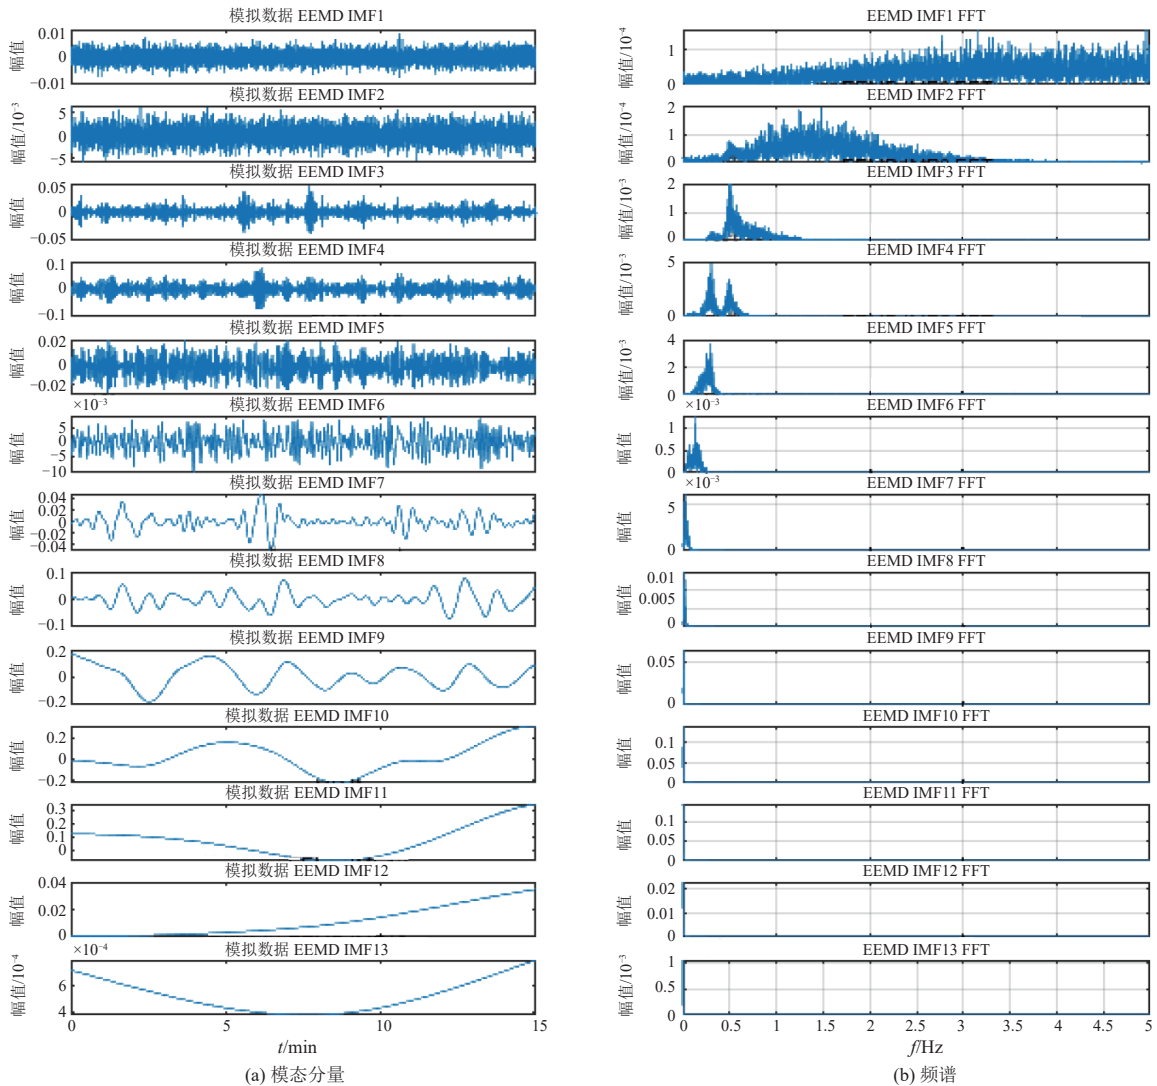 模拟数据 EEMD IMF1
0.01
0
−0.01
幅值
模拟数据 EEMD IMF2
5
0
−5
幅值/10⁻³
模拟数据 EEMD IMF3
0.05
0
−0.05
幅值
模拟数据 EEMD IMF4
0.1
0
−0.1
幅值
模拟数据 EEMD IMF5
0.02
0
−0.02
幅值
×10⁻³
模拟数据 EEMD IMF6
5
0
−5
−10
幅值
模拟数据 EEMD IMF7
0.04
0.02
0
−0.02
−0.04
幅值
模拟数据 EEMD IMF8
0.1
0
−0.1
幅值
模拟数据 EEMD IMF9
0.2
0
−0.2
幅值
模拟数据 EEMD IMF10
0.2
0
−0.2
幅值
模拟数据 EEMD IMF11
0.3
0.2
0.1
0
幅值
模拟数据 EEMD IMF12
0.04
0.02
0
幅值
×10⁻⁴
模拟数据 EEMD IMF13
6
4
幅值/10⁻⁴
0 5 10 15
t/min
(a) 模态分量
EEMD IMF1 FFT
1
0
幅值/10⁻⁴
EEMD IMF2 FFT
2
1
0
幅值/10⁻⁴
EEMD IMF3 FFT
2
1
0
幅值/10⁻³
EEMD IMF4 FFT
5
0
幅值/10⁻³
EEMD IMF5 FFT
4
2
0
幅值/10⁻³
×10⁻³
EEMD IMF6 FFT
1
0.5
0
幅值
×10⁻³
EEMD IMF7 FFT
5
0
幅值
EEMD IMF8 FFT
0.01
0.005
0
幅值
EEMD IMF9 FFT
0.05
0
幅值
EEMD IMF10 FFT
0.1
0.05
0
幅值
EEMD IMF11 FFT
0.1
0.05
0
幅值
EEMD IMF12 FFT
0.02
0.01
0
幅值
EEMD IMF13 FFT
1
0.5
0
幅值/10⁻³
0 0.5 1 1.5 2 2.5 3 3.5 4 4.5 5
f/Hz
(b) 频谱